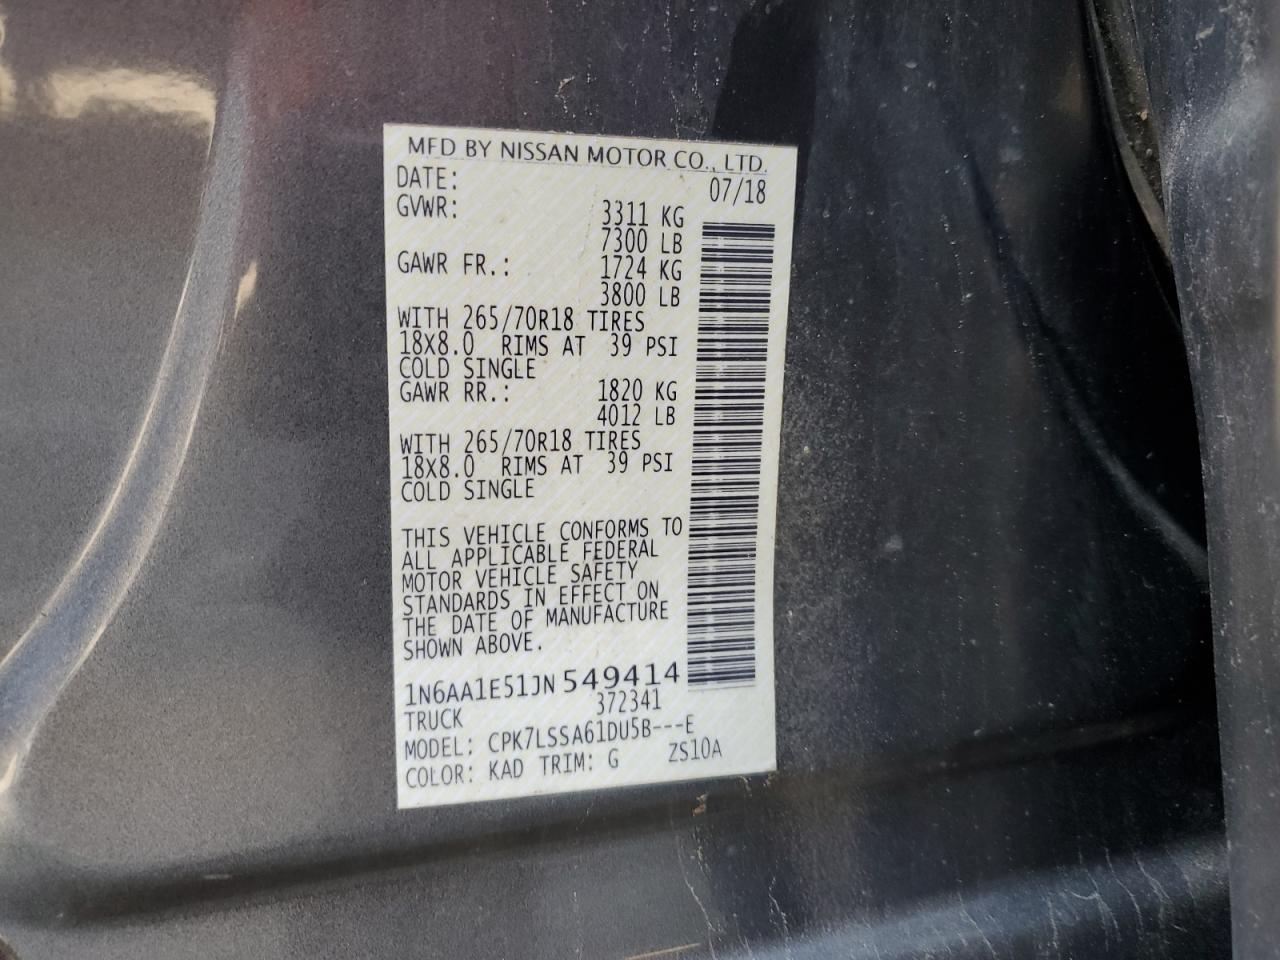 MFD BY NISSAN MOTOR CO., LTD.
DATE: 07/18
GVWR: 3311 KG
7300 LB
GAWR FR.: 1724 KG
3800 LB
WITH 265/70R18 TIRES
18X8.0 RIMS AT 39 PSI
COLD SINGLE
GAWR RR.: 1820 KG
4012 LB
WITH 265/70R18 TIRES
18X8.0 RIMS AT 39 PSI
COLD SINGLE
THIS VEHICLE CONFORMS TO
ALL APPLICABLE FEDERAL
MOTOR VEHICLE SAFETY
STANDARDS IN EFFECT ON
THE DATE OF MANUFACTURE
SHOWN ABOVE.
1N6AA1E51JN549414
TRUCK 372341
MODEL: CPK7LSSA61DU5B---E
COLOR: KAD TRIM: G ZS10A